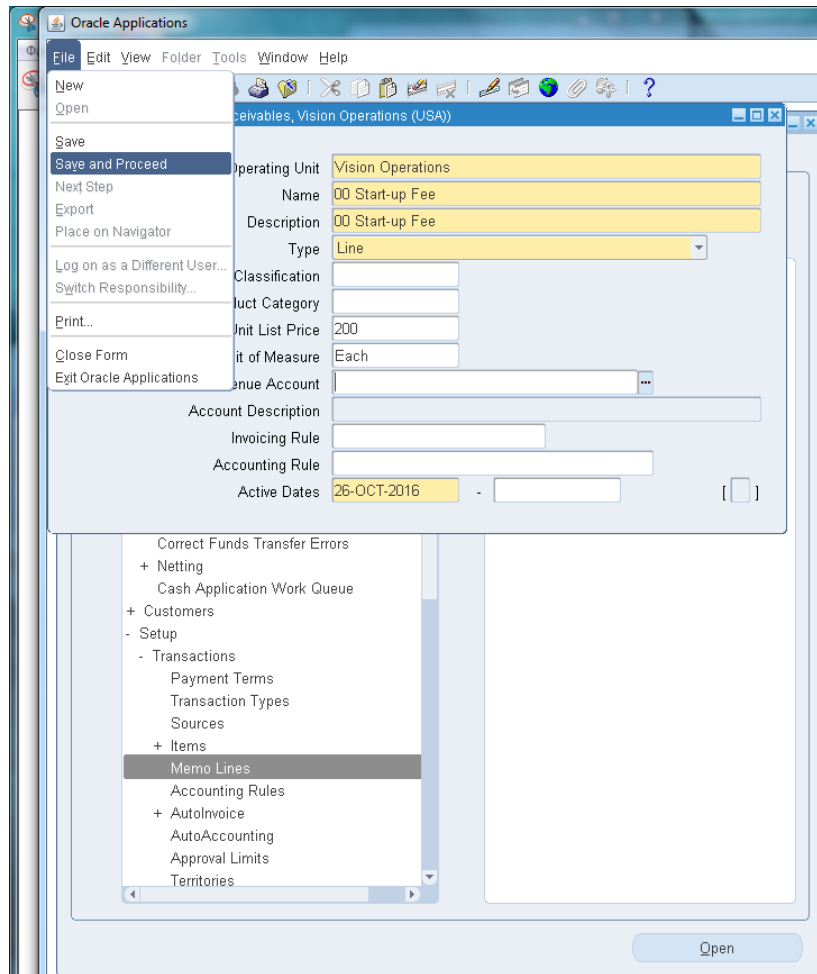 Oracle Applications
File Edit View Folder Tools Window Help
New
Open
Save
Save and Proceed
Next Step
Export
Place on Navigator
Log on as a Different User...
Switch Responsibility...
Print...
Close Form
Exit Oracle Applications
ceivables, Vision Operations (USA))
Operating Unit Vision Operations
Name 00 Start-up Fee
Description 00 Start-up Fee
Type Line
Classification
duct Category
Unit List Price 200
it of Measure Each
enue Account ...
Account Description
Invoicing Rule
Accounting Rule
Active Dates 26-OCT-2016 - [ ]
Correct Funds Transfer Errors
+ Netting
Cash Application Work Queue
+ Customers
- Setup
- Transactions
Payment Terms
Transaction Types
Sources
+ Items
Memo Lines
Accounting Rules
+ AutoInvoice
AutoAccounting
Approval Limits
Territories
Open